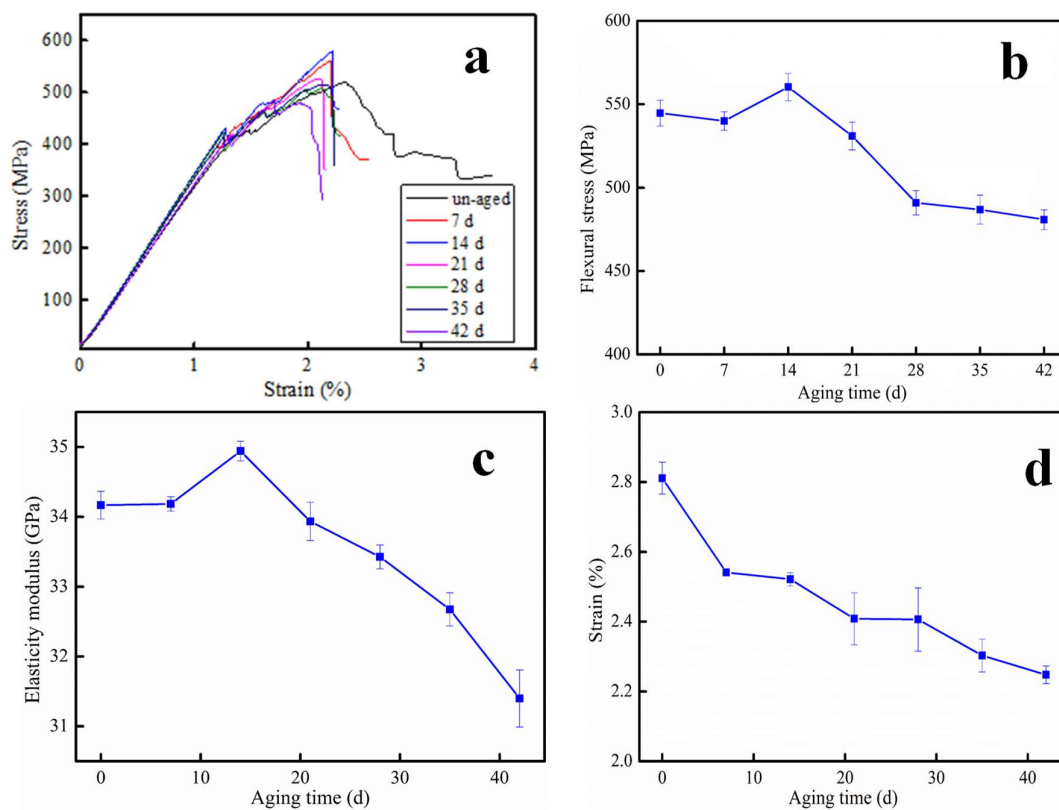 a
600
500
400
300
200
100
0
1
2
3
4
Stress (MPa)
Strain (%)
un-aged
7 d
14 d
21 d
28 d
35 d
42 d
b
600
550
500
450
400
0
7
14
21
28
35
42
Flexural stress (MPa)
Aging time (d)
c
35
34
33
32
31
0
10
20
30
40
Elasticity modulus (GPa)
Aging time (d)
d
3.0
2.8
2.6
2.4
2.2
2.0
0
10
20
30
40
Strain (%)
Aging time (d)